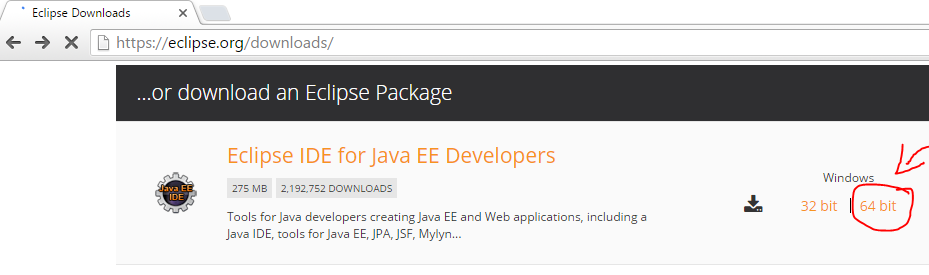 Eclipse Downloads
https://eclipse.org/downloads/
...or download an Eclipse Package
Eclipse IDE for Java EE Developers
Java EE
IDE
275 MB 2,192,752 DOWNLOADS
Windows
32 bit 64 bit
Tools for Java developers creating Java EE and Web applications, including a
Java IDE, tools for Java EE, JPA, JSF, Mylyn...